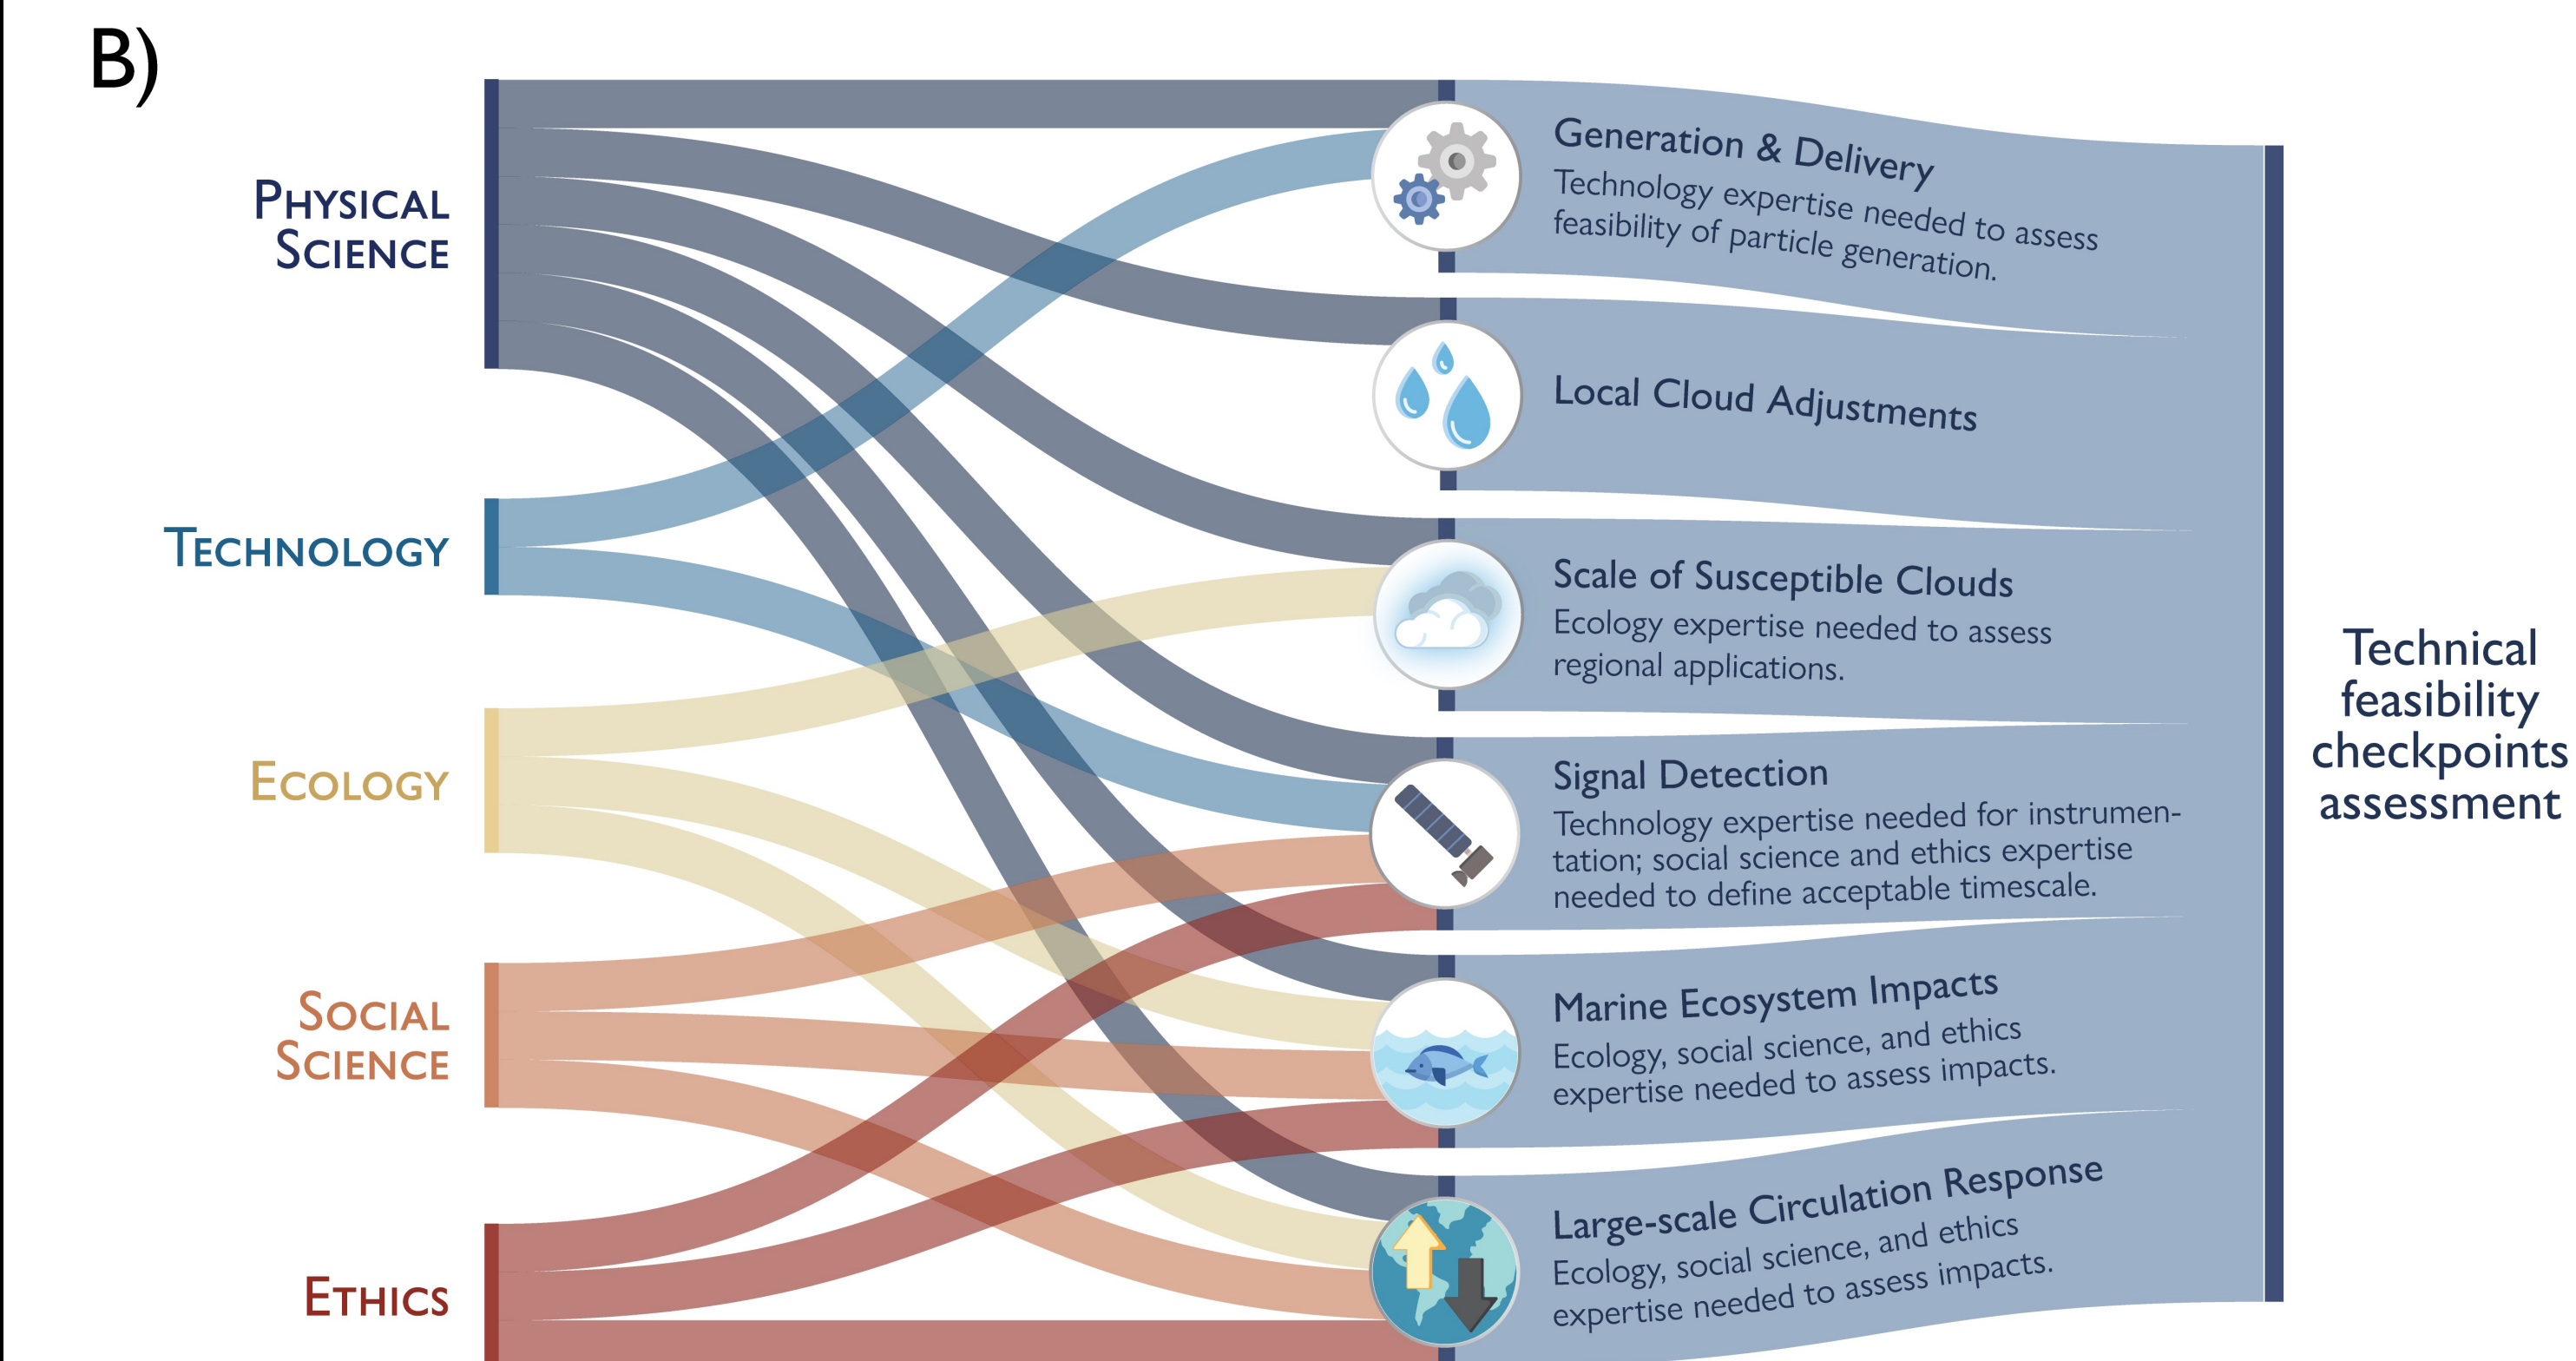 B)
PHYSICAL
SCIENCE
TECHNOLOGY
ECOLOGY
SOCIAL
SCIENCE
ETHICS
Generation & Delivery
Technology expertise needed to assess
feasibility of particle generation.
Local Cloud Adjustments
Scale of Susceptible Clouds
Ecology expertise needed to assess
regional applications.
Signal Detection
Technology expertise needed for instrumen-
tation; social science and ethics expertise
needed to define acceptable timescale.
Marine Ecosystem Impacts
Ecology, social science, and ethics
expertise needed to assess impacts.
Large-scale Circulation Response
Ecology, social science, and ethics
expertise needed to assess impacts.
Technical
feasibility
checkpoints
assessment